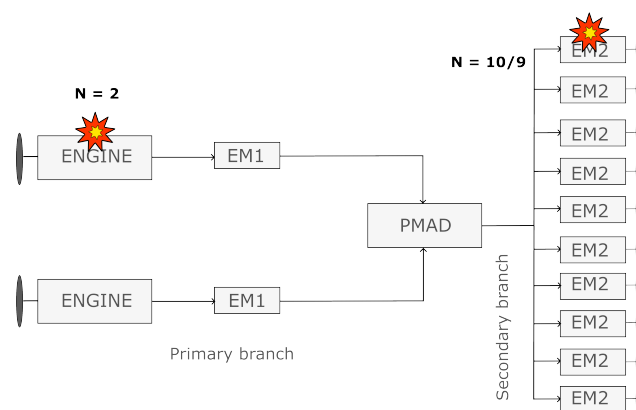 N = 2
ENGINE
EM1
ENGINE
EM1
Primary branch
PMAD
Secondary branch
N = 10/9
EM2
EM2
EM2
EM2
EM2
EM2
EM2
EM2
EM2
EM2